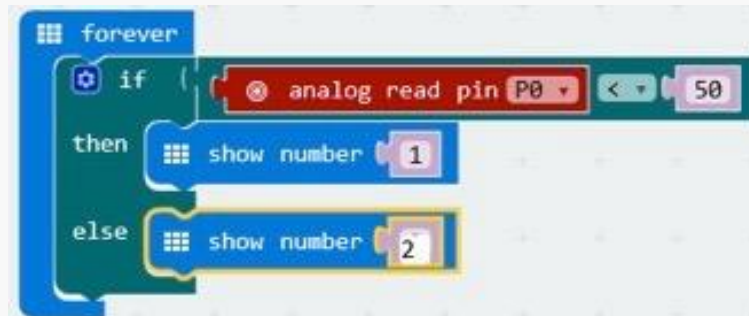 forever
if analog read pin P0 < 50
then show number 1
else show number 2